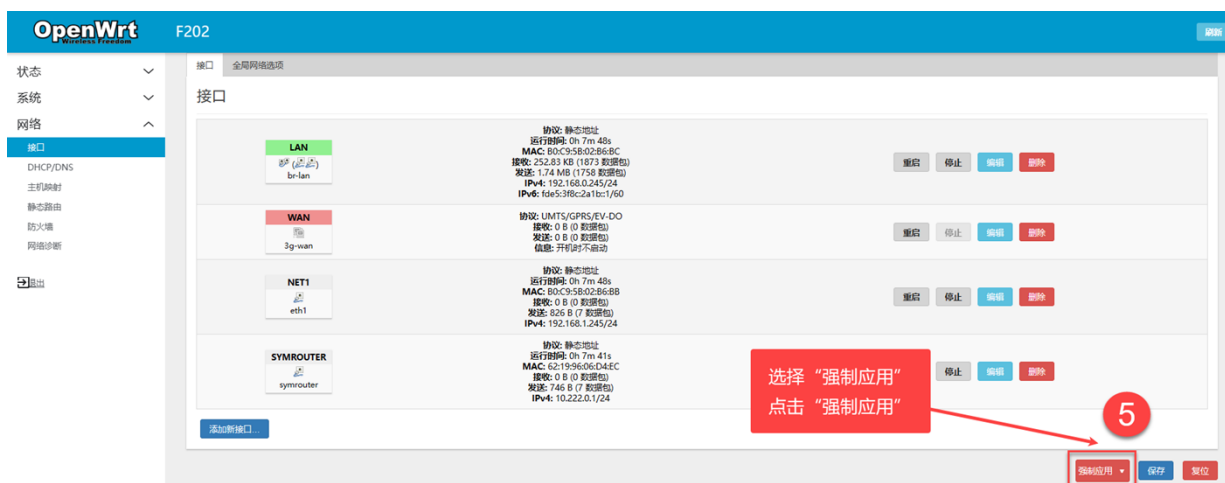 OpenWrt
Wireless Freedom
F202
刷新
状态
系统
网络
接口
DHCP/DNS
主机映射
静态路由
防火墙
网络诊断
退出
接口 全局网络选项
接口
LAN
br-lan
协议: 静态地址
运行时间: 0h 7m 48s
MAC: B0:C9:5B:02:B6:BC
接收: 252.83 KB (1873 数据包)
发送: 1.74 MB (1758 数据包)
IPv4: 192.168.0.245/24
IPv6: fde5:3f8c:2a1b::1/60
重启 停止 编辑 删除
WAN
3g-wan
协议: UMTS/GPRS/EV-DO
接收: 0 B (0 数据包)
发送: 0 B (0 数据包)
信息: 开机时不启动
重启 停止 编辑 删除
NET1
eth1
协议: 静态地址
运行时间: 0h 7m 48s
MAC: B0:C9:5B:02:B6:BB
接收: 0 B (0 数据包)
发送: 826 B (7 数据包)
IPv4: 192.168.1.245/24
重启 停止 编辑 删除
SYMROUTER
symrouter
协议: 静态地址
运行时间: 0h 7m 41s
MAC: 62:19:96:06:D4:EC
接收: 0 B (0 数据包)
发送: 746 B (7 数据包)
IPv4: 10.222.0.1/24
停止 编辑 删除
选择“强制应用”
点击“强制应用”
5
添加新接口...
强制应用 保存 复位